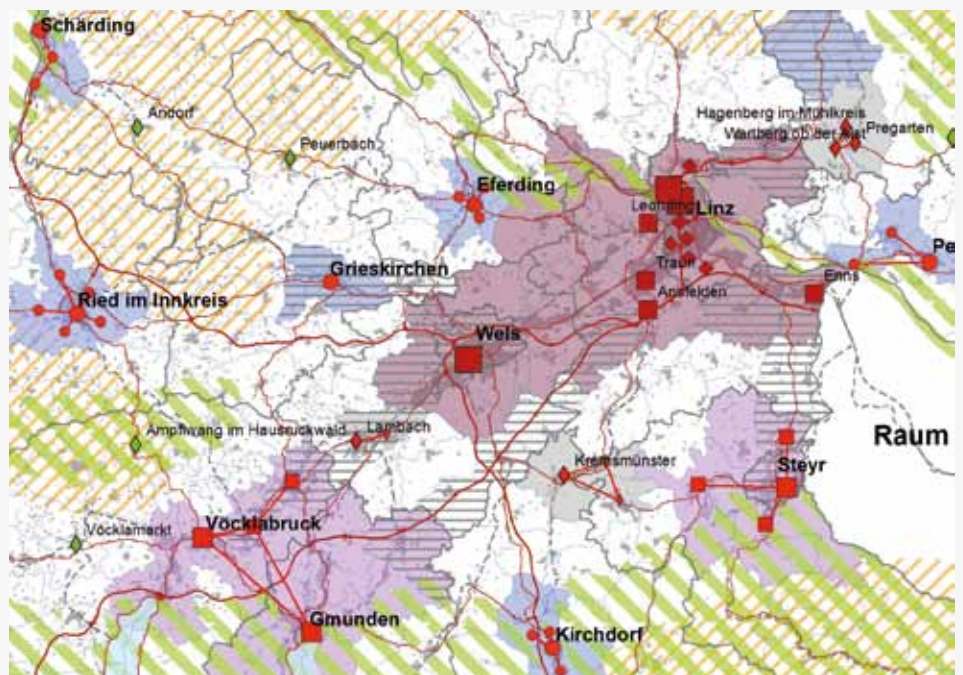 Schärding
Andorf
Peuerbach
Hagenberg im Mühlkreis
Wartberg ob der Aist
Pregarten
Eferding
Leonding
Linz
Grieskirchen
Traun
Enns
Pe
Ansfelden
Ried im Innkreis
Wels
Ampflwang im Hausruckwald
Lambach
Kremsmünster
Raum
Steyr
Vöcklamarkt
Vöcklabruck
Gmunden
Kirchdorf